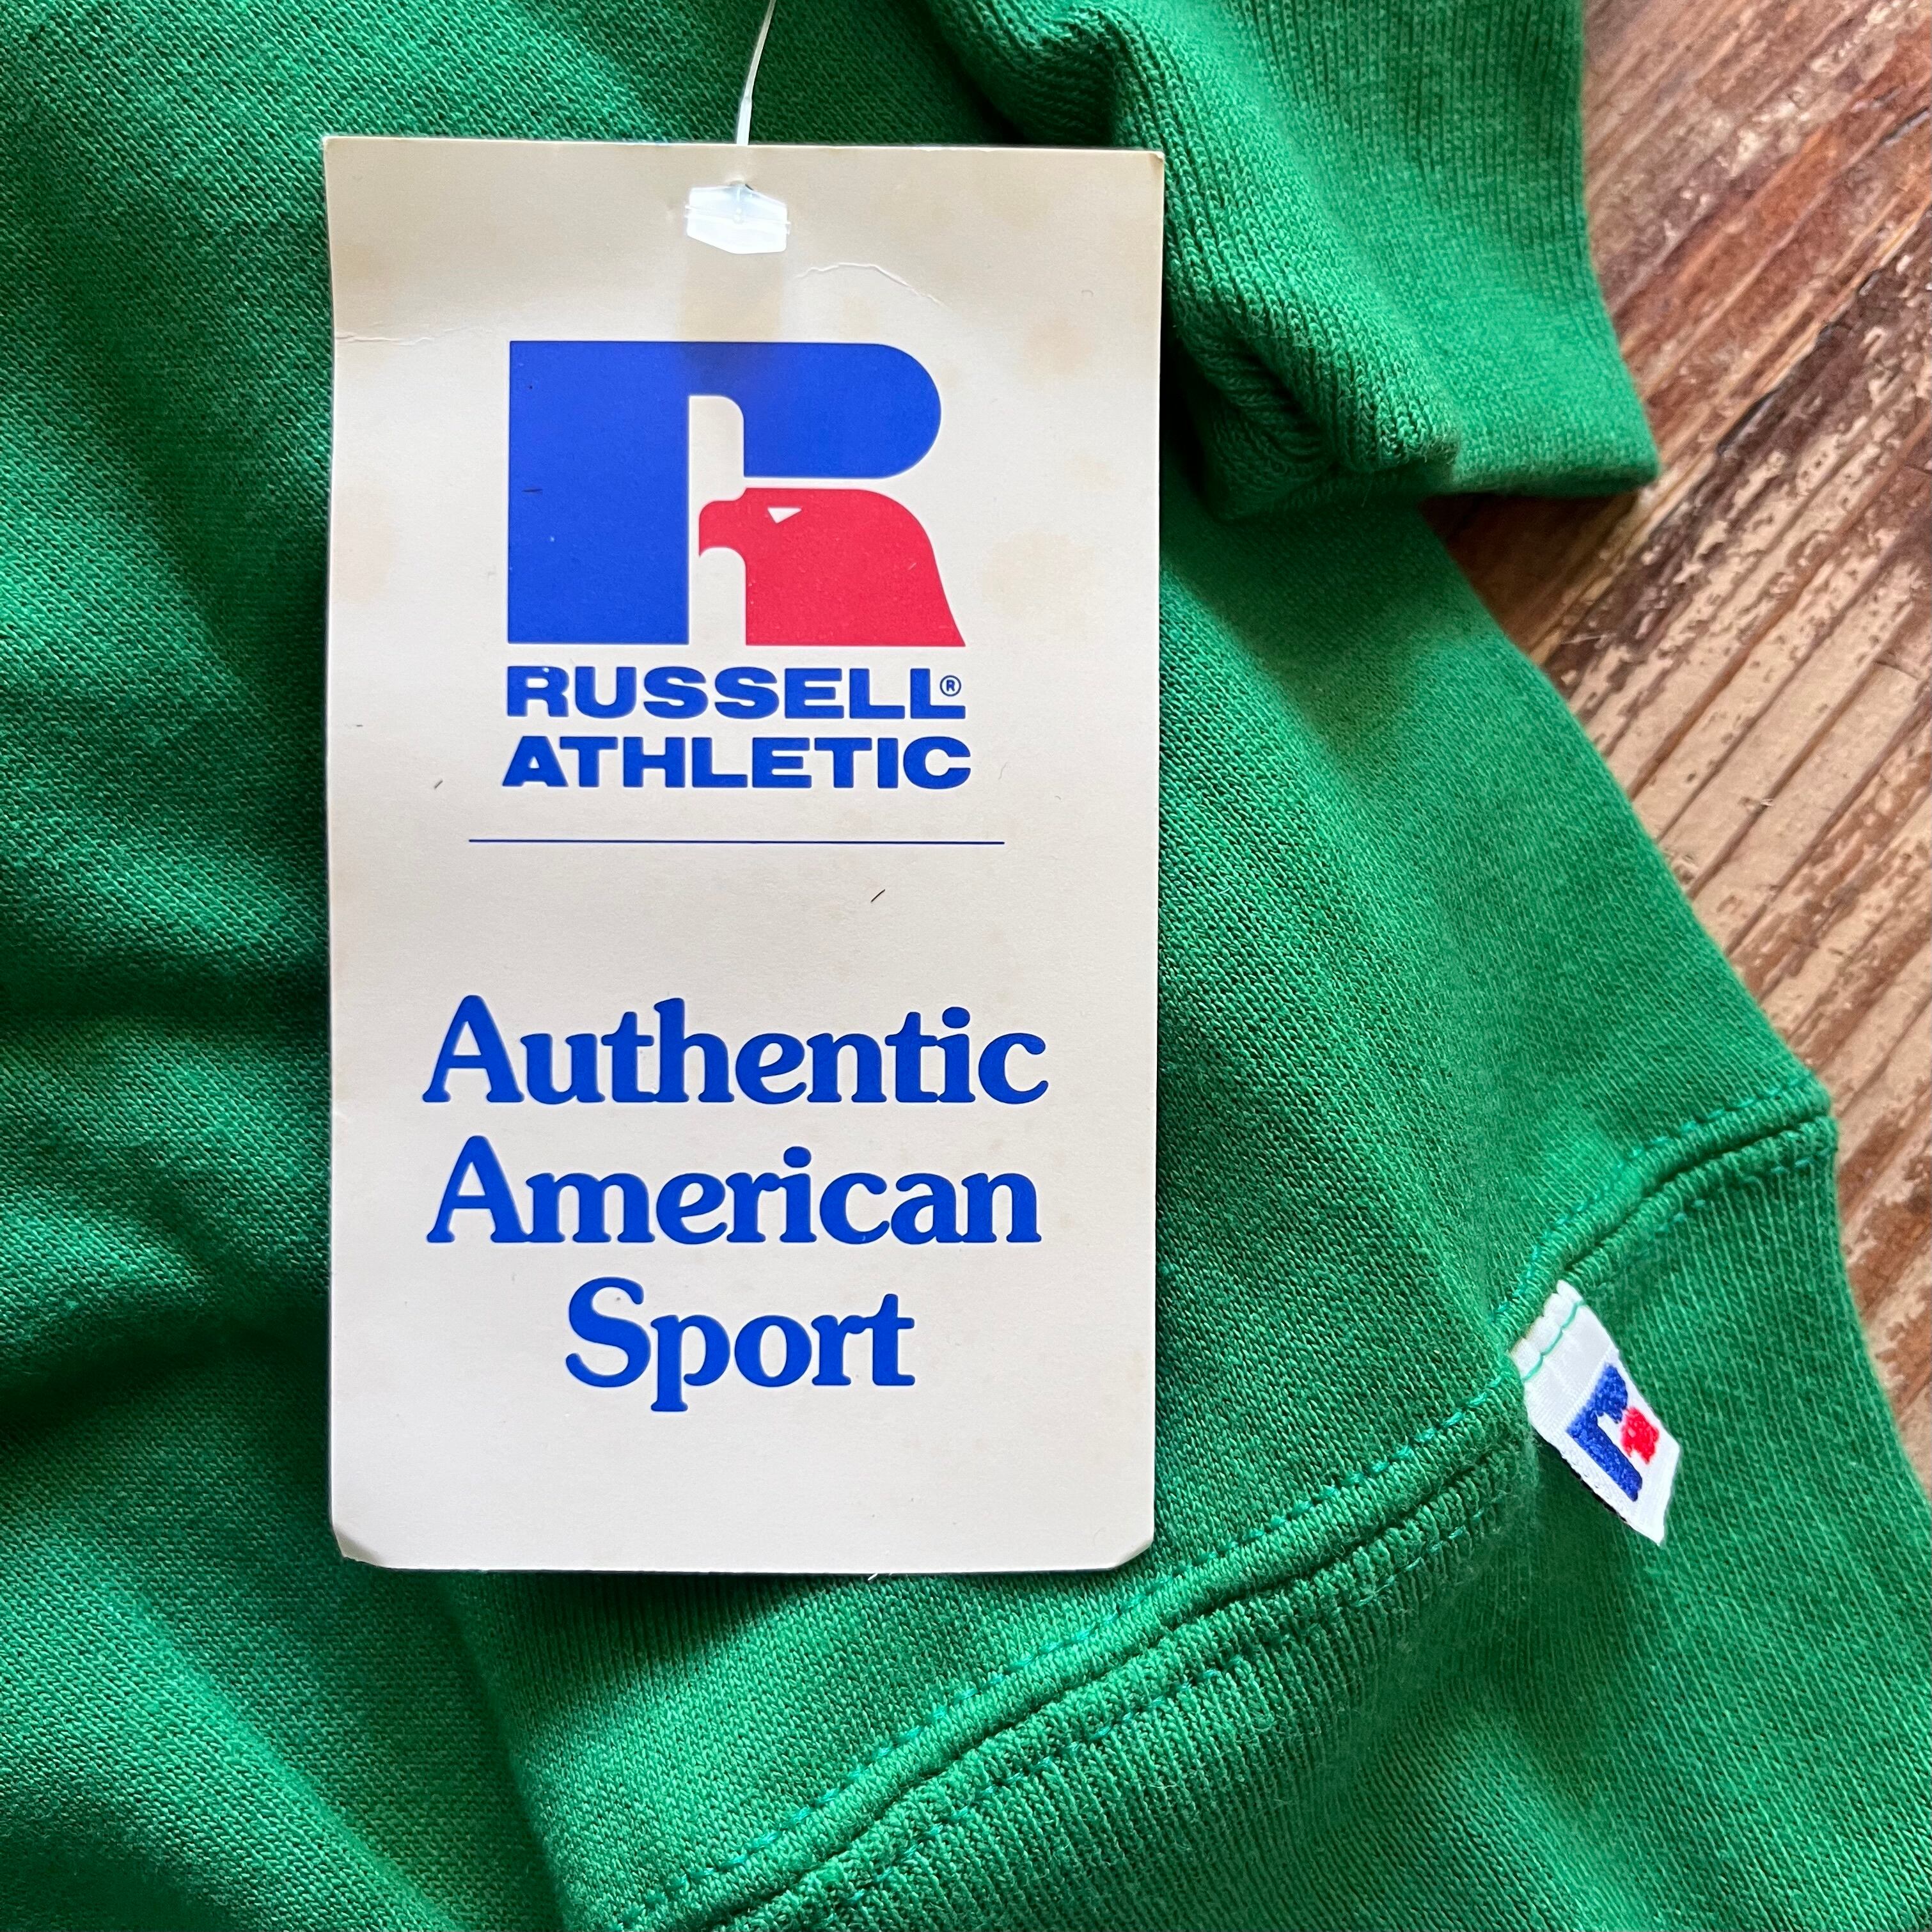 RUSSELL®
ATHLETIC
Authentic
American
Sport